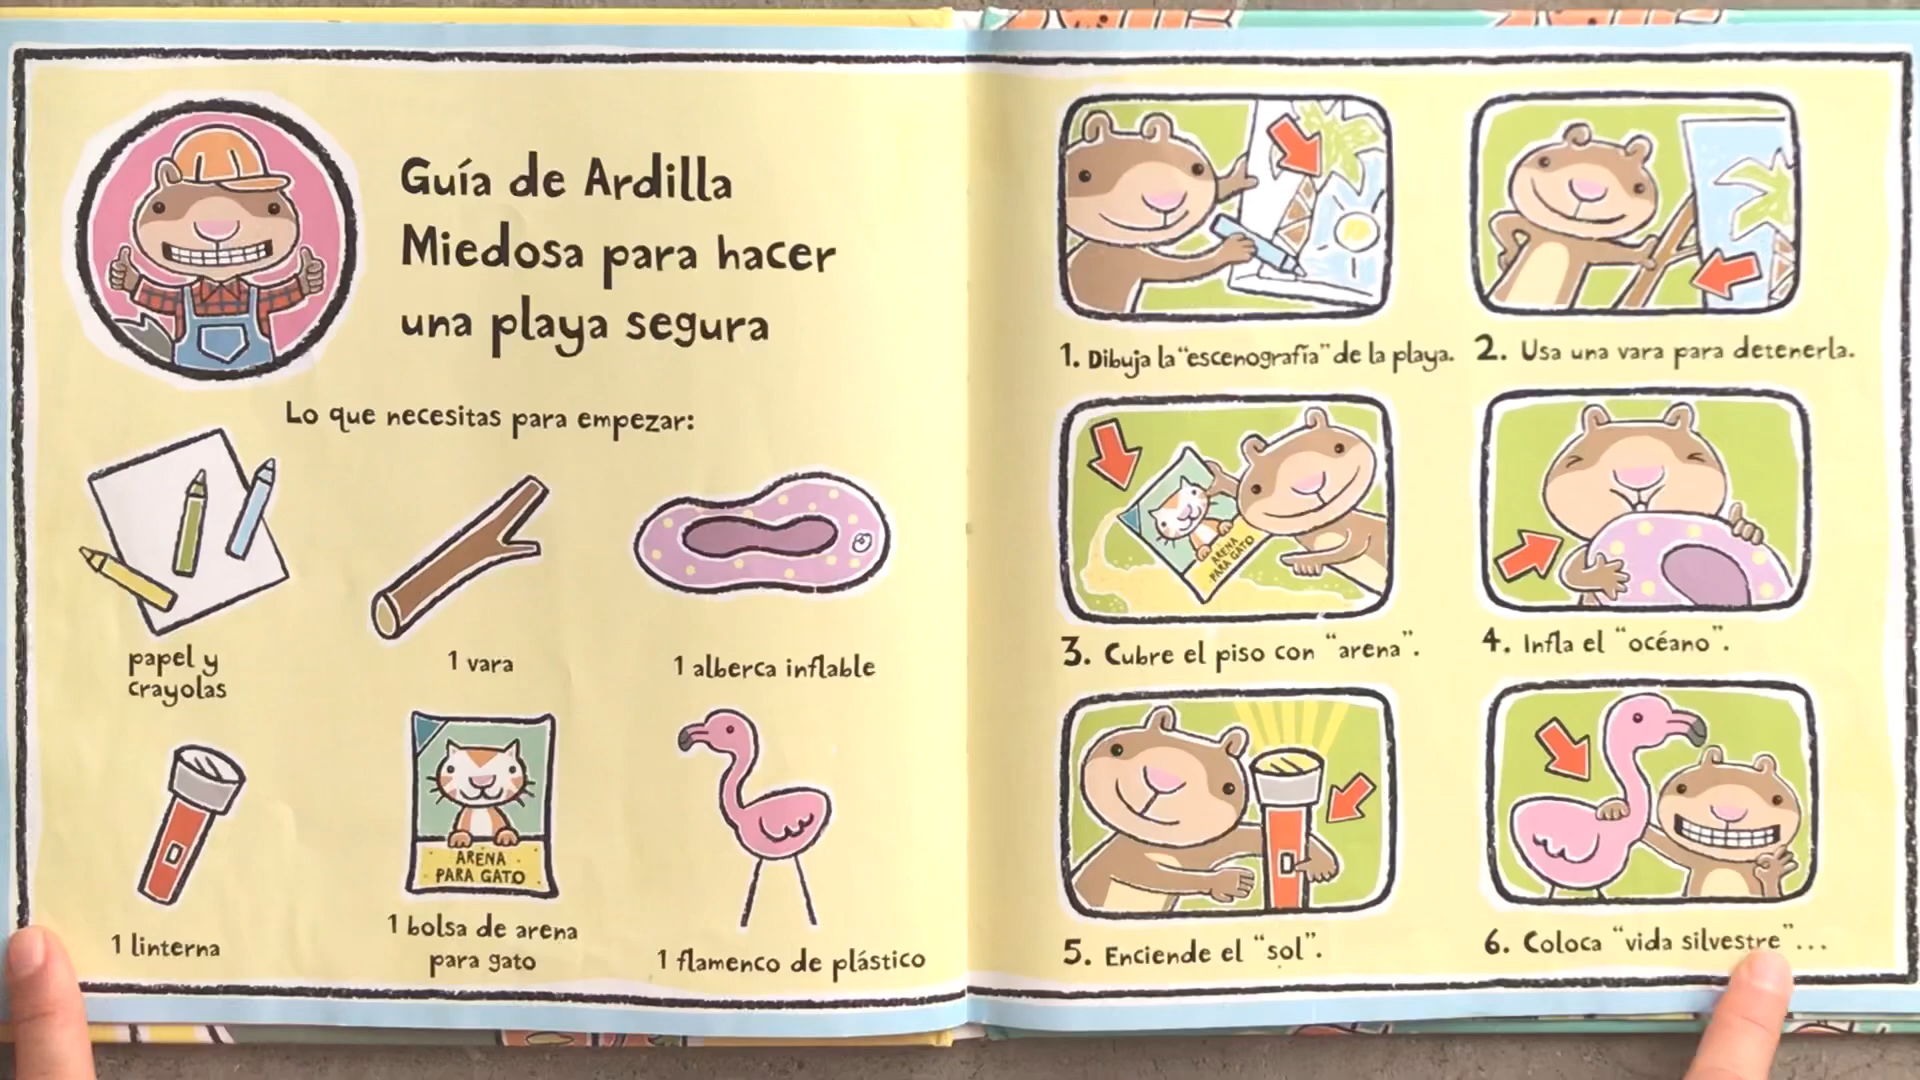 Guía de Ardilla
Miedosa para hacer
una playa segura
Lo que necesitas para empezar:
papel y
crayolas
1 vara
1 alberca inflable
1 linterna
ARENA
PARA GATO
1 bolsa de arena
para gato
1 flamenco de plástico
1. Dibuja la "escenografía" de la playa.
2. Usa una vara para detenerla.
ARENA
PARA GATO
3. Cubre el piso con "arena".
4. Infla el "océano".
5. Enciende el "sol".
6. Coloca "vida silvestre"...